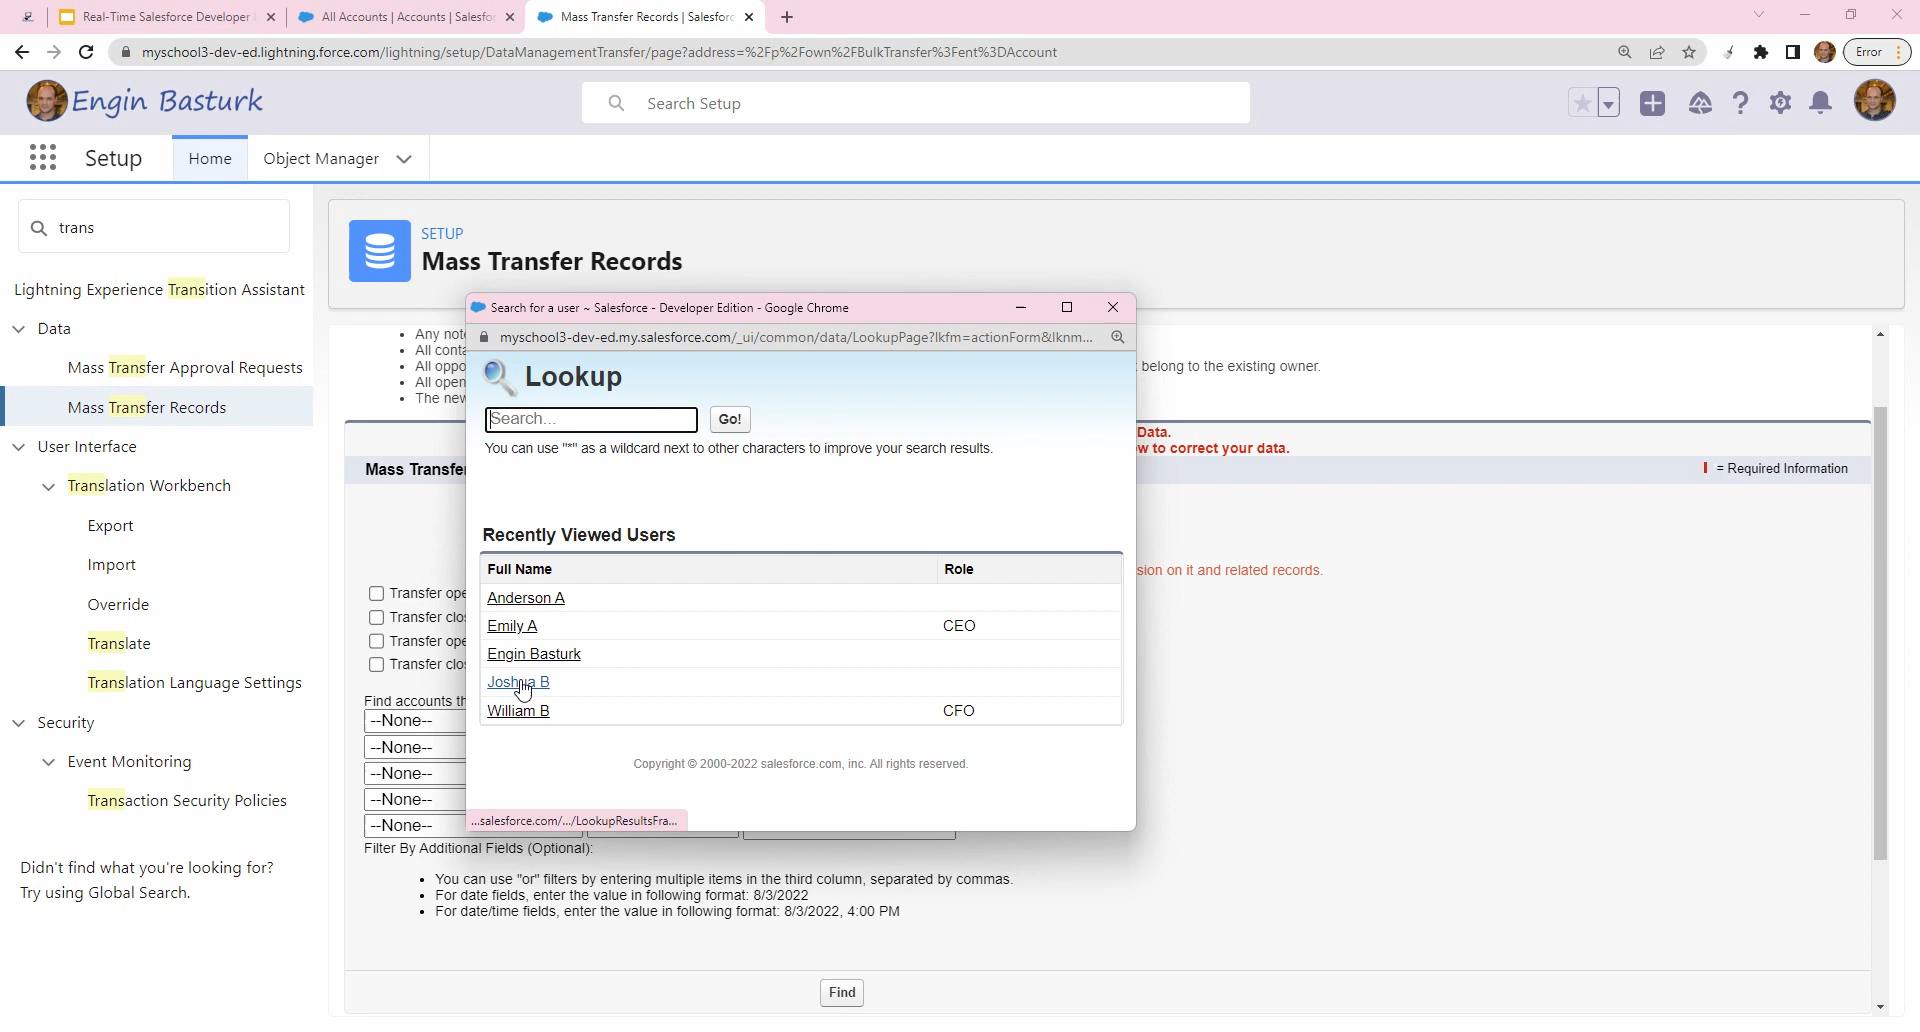 Real-Time Salesforce Developer
All Accounts | Accounts | Salesfor
Mass Transfer Records | Salesforc
myschool3-dev-ed.lightning.force.com/lightning/setup/DataManagementTransfer/page?address=%2Fp%2Fown%2FBulkTransfer%3Fent%3DAccount
Error
Engin Basturk
Search Setup
Setup
Home
Object Manager
trans
SETUP
Mass Transfer Records
Lightning Experience Transition Assistant
Data
Mass Transfer Approval Requests
Mass Transfer Records
User Interface
Translation Workbench
Export
Import
Override
Translate
Translation Language Settings
Security
Event Monitoring
Transaction Security Policies
Didn't find what you're looking for?
Try using Global Search.
Any note
All conta
All oppo
belong to the existing owner.
All open
The new
Data.
w to correct your data.
Mass Transfe
= Required Information
sion on it and related records.
Transfer ope
Transfer clos
Transfer ope
Transfer clos
Find accounts th
--None--
--None--
--None--
--None--
--None--
Filter By Additional Fields (Optional):
You can use "or" filters by entering multiple items in the third column, separated by commas.
For date fields, enter the value in following format: 8/3/2022
For date/time fields, enter the value in following format: 8/3/2022, 4:00 PM
Find
Search for a user ~ Salesforce - Developer Edition - Google Chrome
myschool3-dev-ed.my.salesforce.com/_ui/common/data/LookupPage?lkfm=actionForm&lknm...
Lookup
Search...
Go!
You can use "*" as a wildcard next to other characters to improve your search results.
Recently Viewed Users
Full Name Role
Anderson A
Emily A CEO
Engin Basturk
Joshua B
William B CFO
Copyright © 2000-2022 salesforce.com, inc. All rights reserved.
...salesforce.com/.../LookupResultsFra...